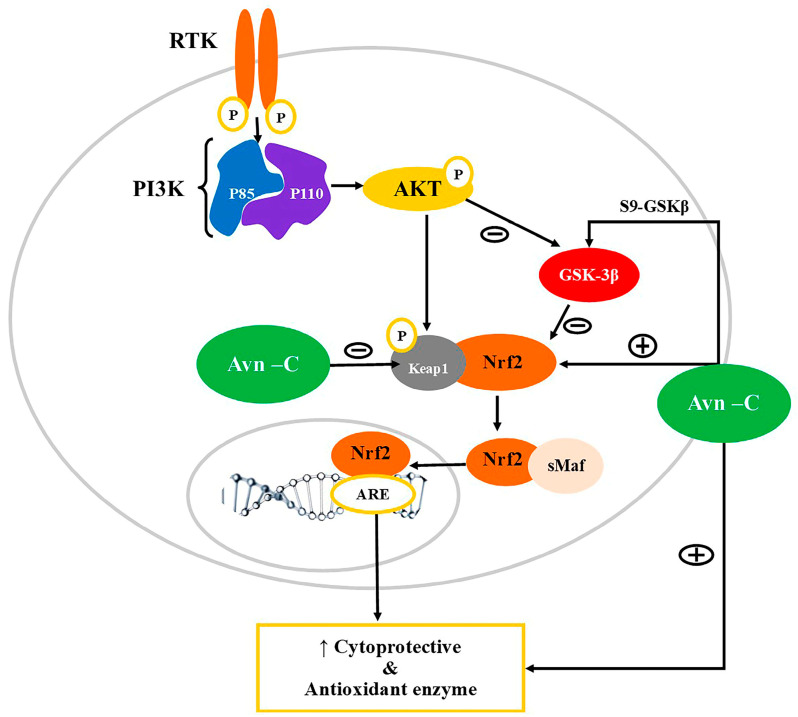 RTK
P
P
PI3K
P85
P110
AKT
P
S9-GSKβ
GSK-3β
P
Avn –C
Keap1
Nrf2
Avn –C
Nrf2
Nrf2
sMaf
ARE
↑ Cytoprotective
&
Antioxidant enzyme